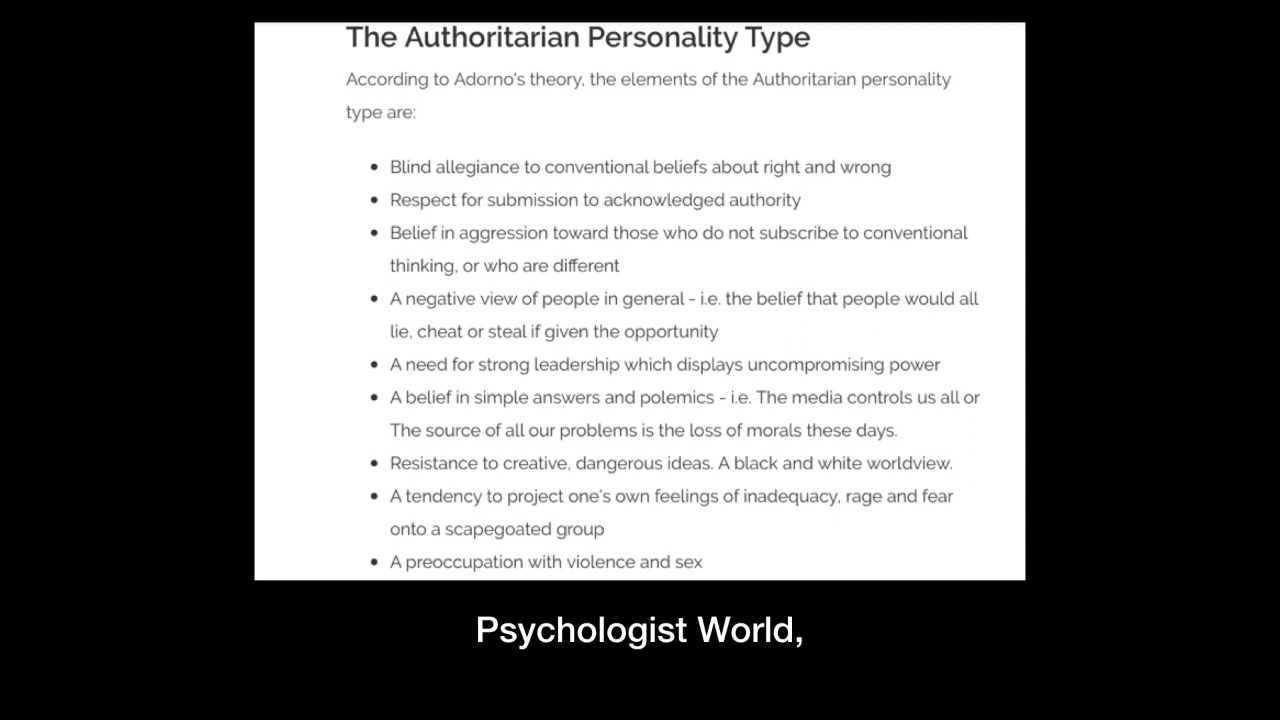 The Authoritarian Personality Type
According to Adorno's theory, the elements of the Authoritarian personality
type are:
• Blind allegiance to conventional beliefs about right and wrong
• Respect for submission to acknowledged authority
• Belief in aggression toward those who do not subscribe to conventional
thinking, or who are different
• A negative view of people in general - i.e. the belief that people would all
lie, cheat or steal if given the opportunity
• A need for strong leadership which displays uncompromising power
• A belief in simple answers and polemics - i.e. The media controls us all or
The source of all our problems is the loss of morals these days.
• Resistance to creative, dangerous ideas. A black and white worldview.
• A tendency to project one's own feelings of inadequacy, rage and fear
onto a scapegoated group
• A preoccupation with violence and sex
Psychologist World,